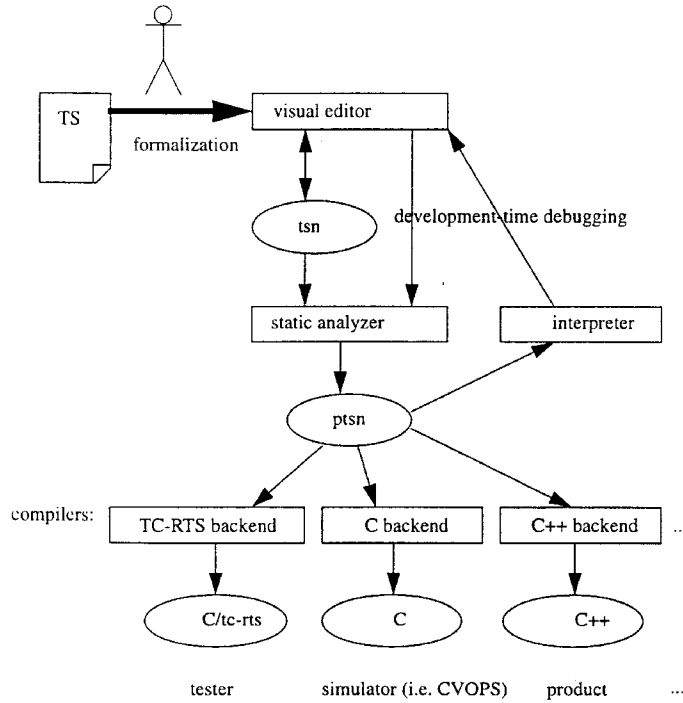 TS
visual editor
formalization
tsn
development-time debugging
static analyzer
interpreter
ptsn
compilers:
TC-RTS backend
C backend
C++ backend
...
C/tc-rts
C
C++
tester
simulator (i.e. CVOPS)
product
...